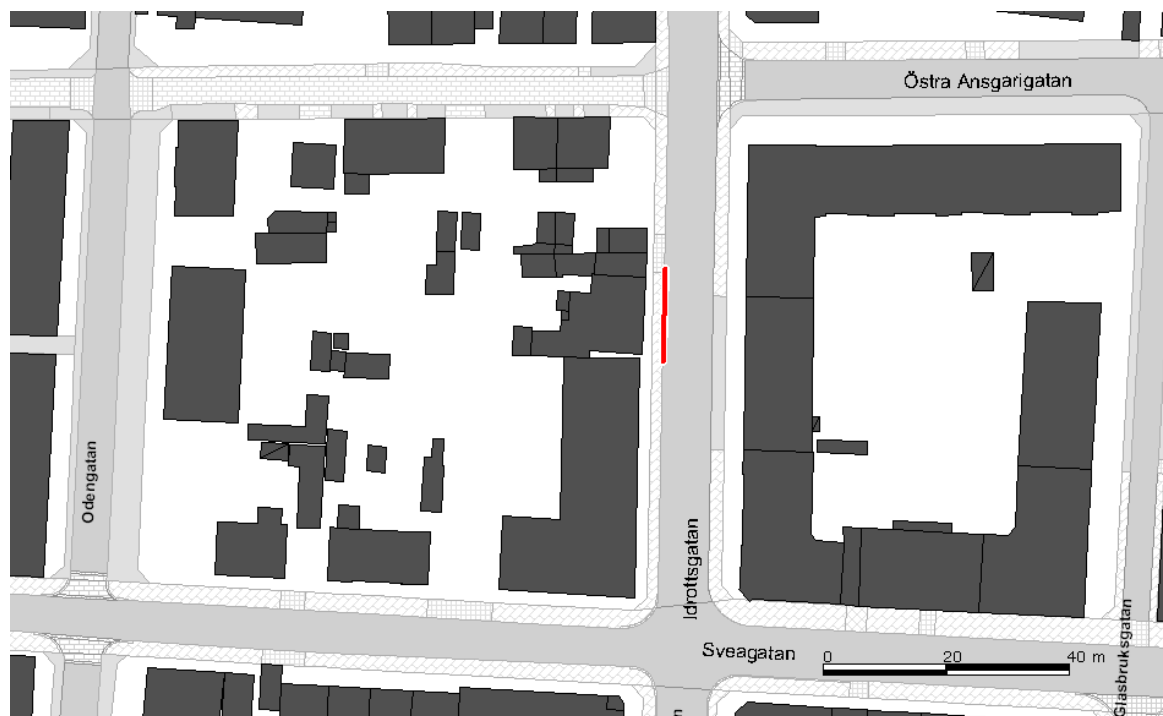 Östra Ansgarigatan
Odengatan
Idrottsgatan
Sveagatan
0 20 40 m
Glasbruksgatan